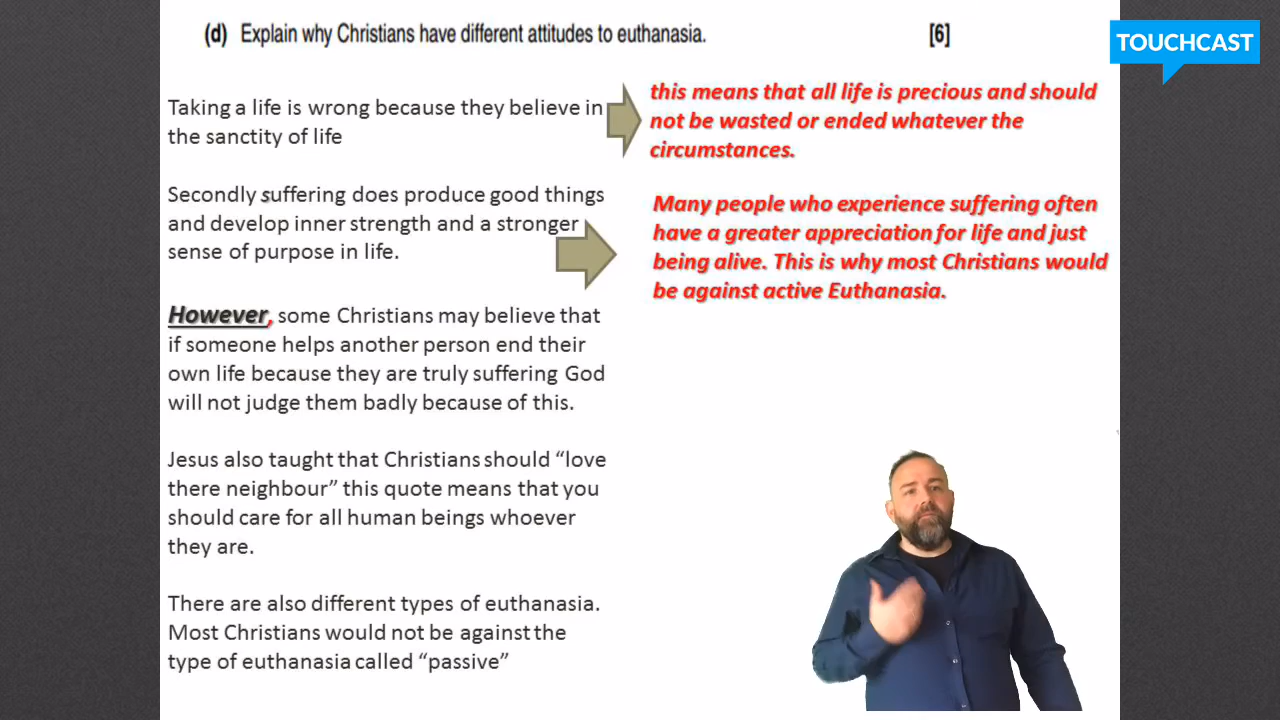 (d) Explain why Christians have different attitudes to euthanasia. [6]
TOUCHCAST
Taking a life is wrong because they believe in
the sanctity of life
this means that all life is precious and should
not be wasted or ended whatever the
circumstances.
Secondly suffering does produce good things
and develop inner strength and a stronger
sense of purpose in life.
Many people who experience suffering often
have a greater appreciation for life and just
being alive. This is why most Christians would
be against active Euthanasia.
However, some Christians may believe that
if someone helps another person end their
own life because they are truly suffering God
will not judge them badly because of this.
Jesus also taught that Christians should “love
there neighbour” this quote means that you
should care for all human beings whoever
they are.
There are also different types of euthanasia.
Most Christians would not be against the
type of euthanasia called “passive”